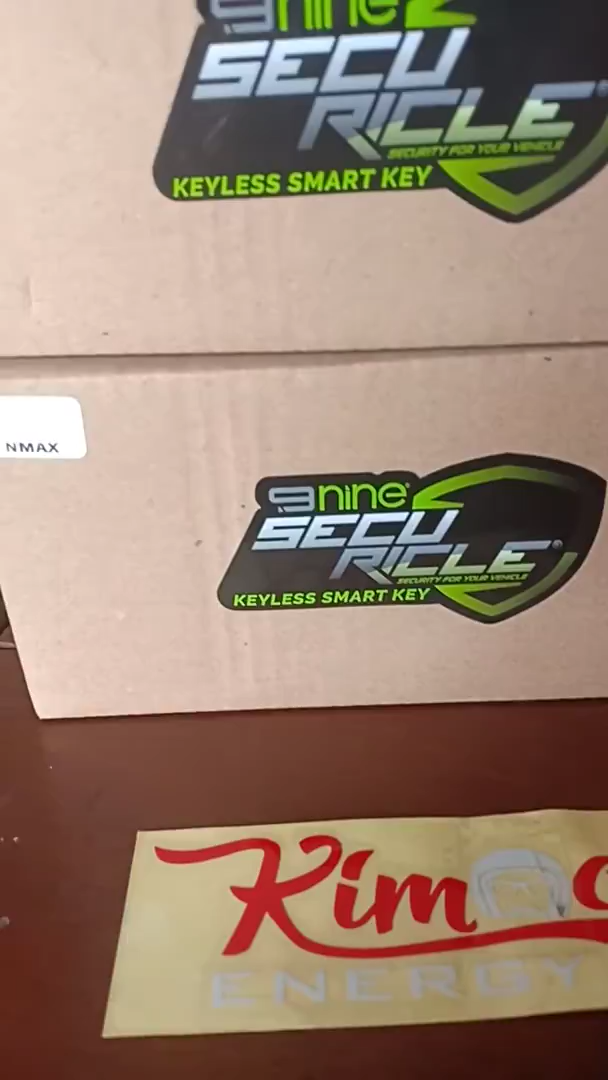 9nine
SECU
RICLE®
SECURITY FOR YOUR VEHICLE
KEYLESS SMART KEY
NMAX
9nine®
SECU
RICLE®
SECURITY FOR YOUR VEHICLE
KEYLESS SMART KEY
Kim
ENERGY